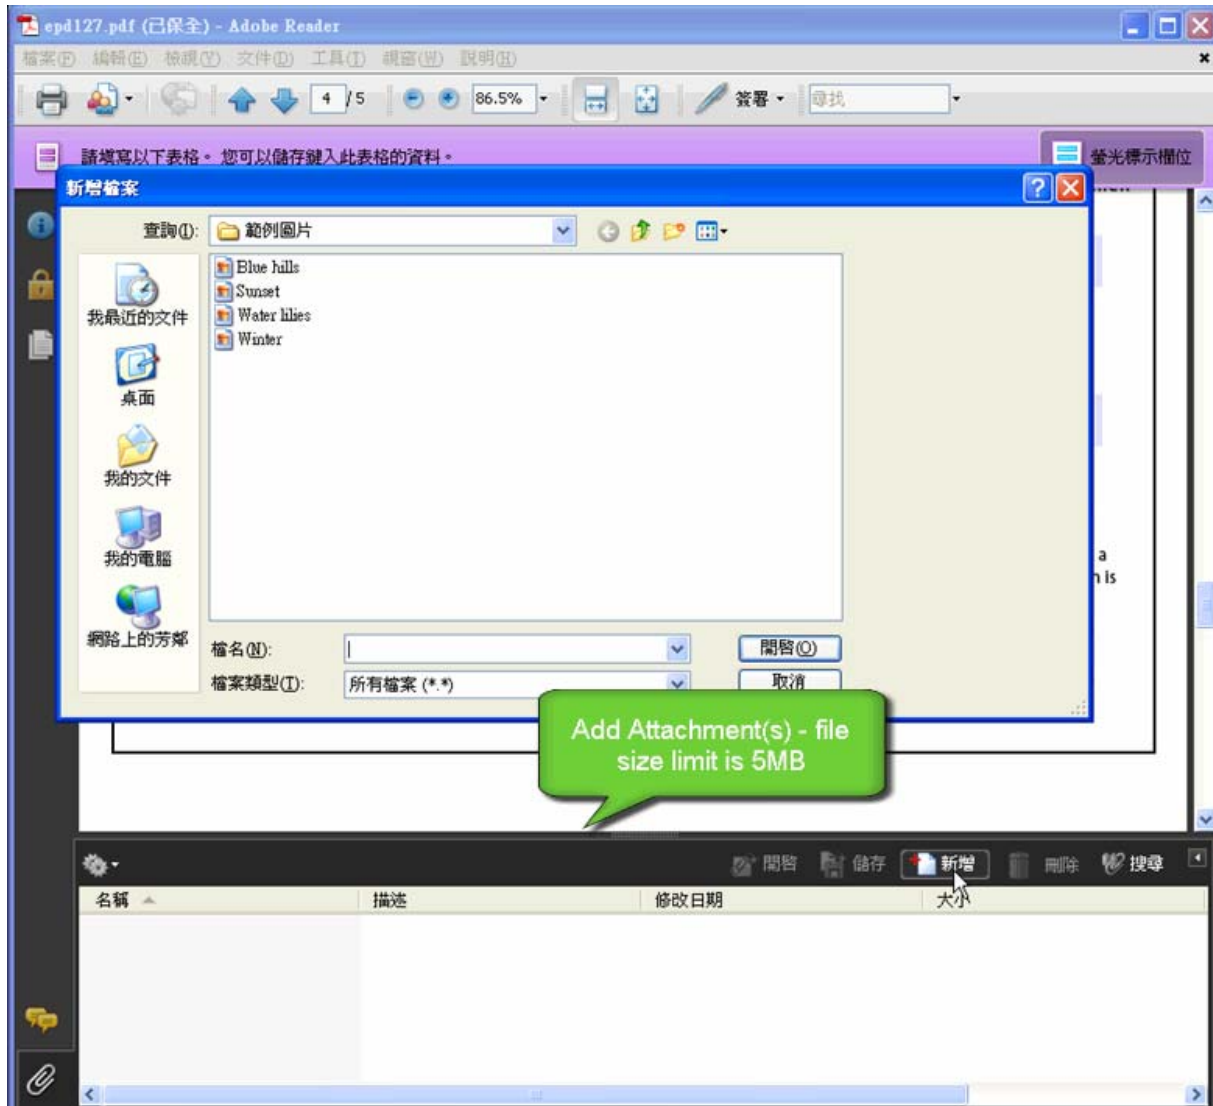 epd127.pdf (已保全) - Adobe Reader
檔案(F) 編輯(E) 檢視(V) 文件(D) 工具(T) 視窗(W) 說明(H)
4 / 5 86.5% 簽署 尋找
請填寫以下表格。您可以儲存鍵入此表格的資料。 螢光標示欄位
新增檔案
查詢(I): 範例圖片
Blue hills
Sunset
Water lilies
Winter
我最近的文件
桌面
我的文件
我的電腦
網路上的芳鄰
a
n is
檔名(N): 開啓(O)
檔案類型(T): 所有檔案 (*.*) 取消
Add Attachment(s) - file
size limit is 5MB
開啓 儲存 新增 刪除 搜尋
名稱 描述 修改日期 大小